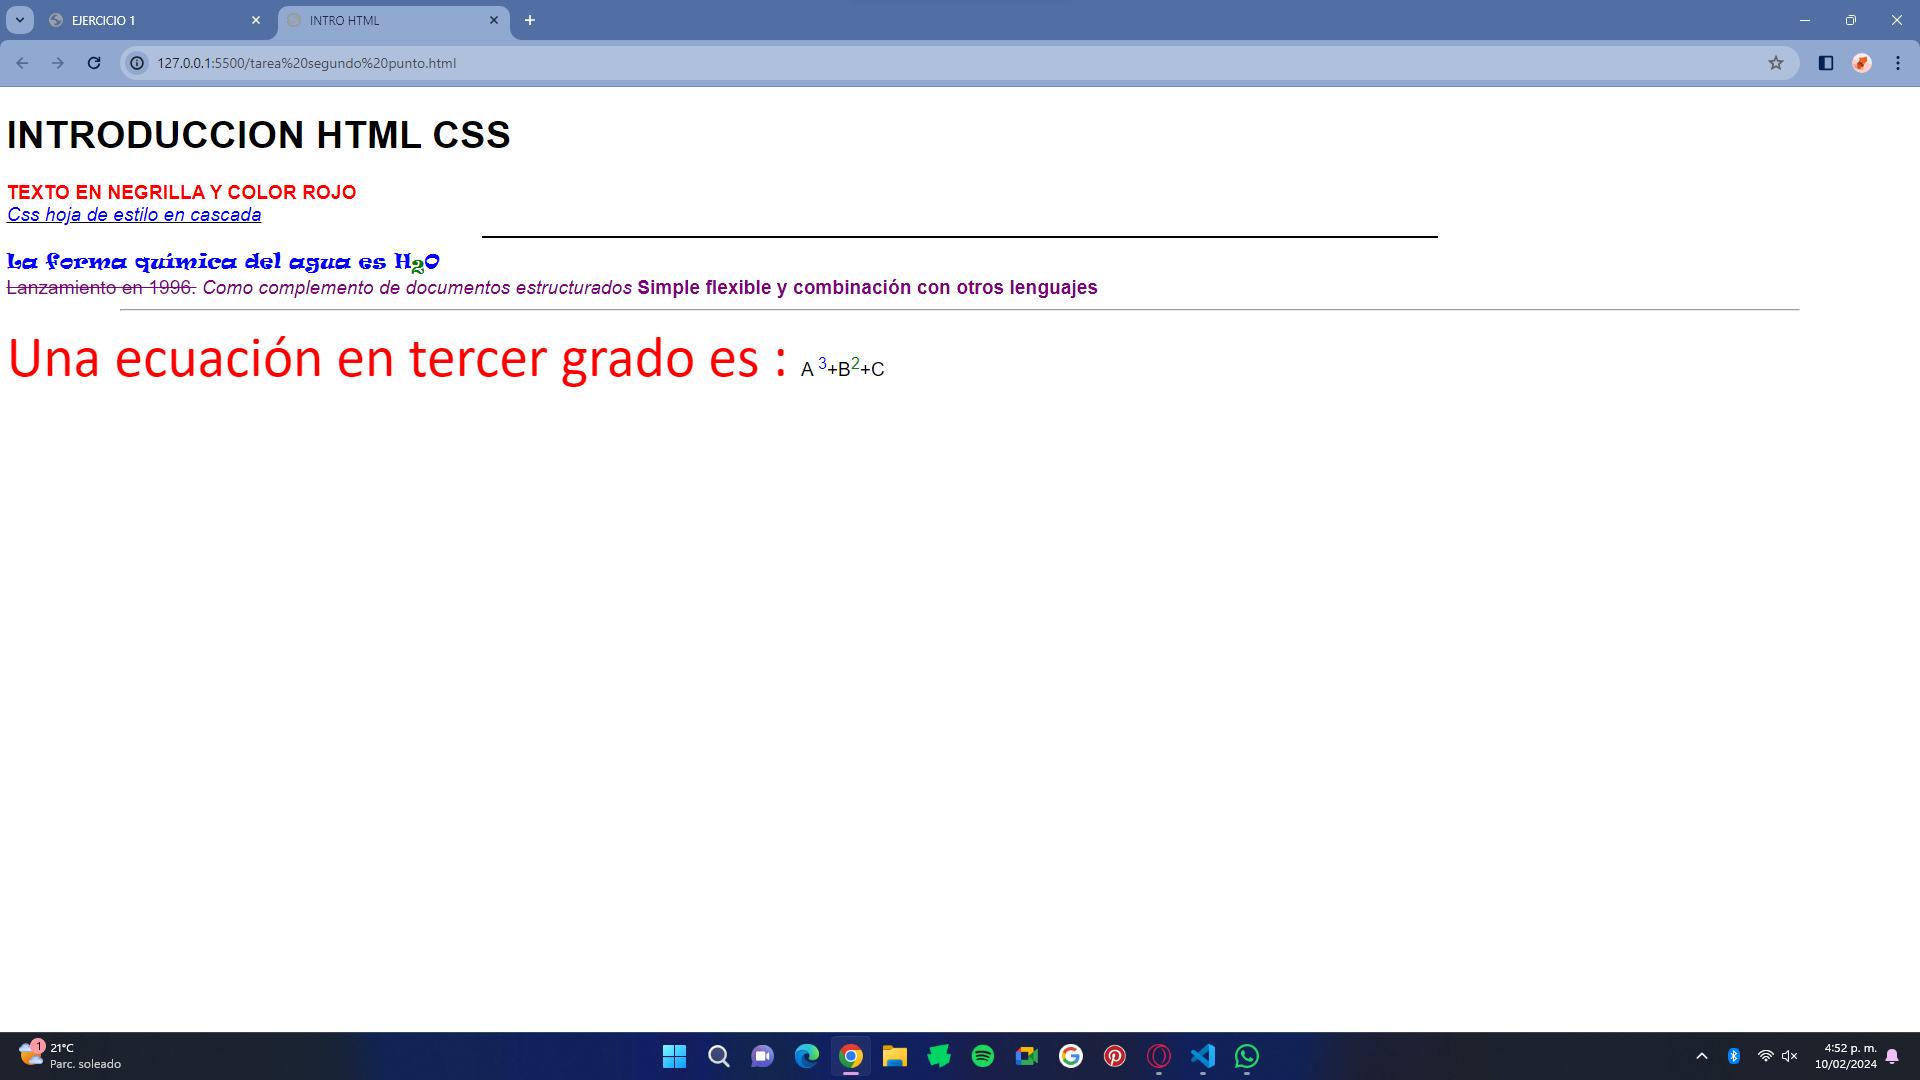 EJERCICIO 1
INTRO HTML
127.0.0.1:5500/tarea%20segundo%20punto.html
INTRODUCCION HTML CSS
TEXTO EN NEGRILLA Y COLOR ROJO
Css hoja de estilo en cascada
La forma química del agua es H₂O
Lanzamiento en 1996. Como complemento de documentos estructurados Simple flexible y combinación con otros lenguajes
Una ecuación en tercer grado es : A ³+B²+C
1
21°C
Parc. soleado
4:52 p. m.
10/02/2024